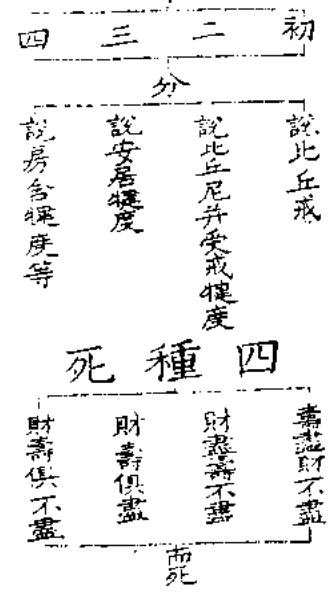 初 二 三 四
分
說比丘戒
說比丘尼并受戒犍度
說安居犍度
說房舍犍度等
四種死
壽盡財不盡
財盡壽不盡
財壽俱盡
財壽俱不盡
而死